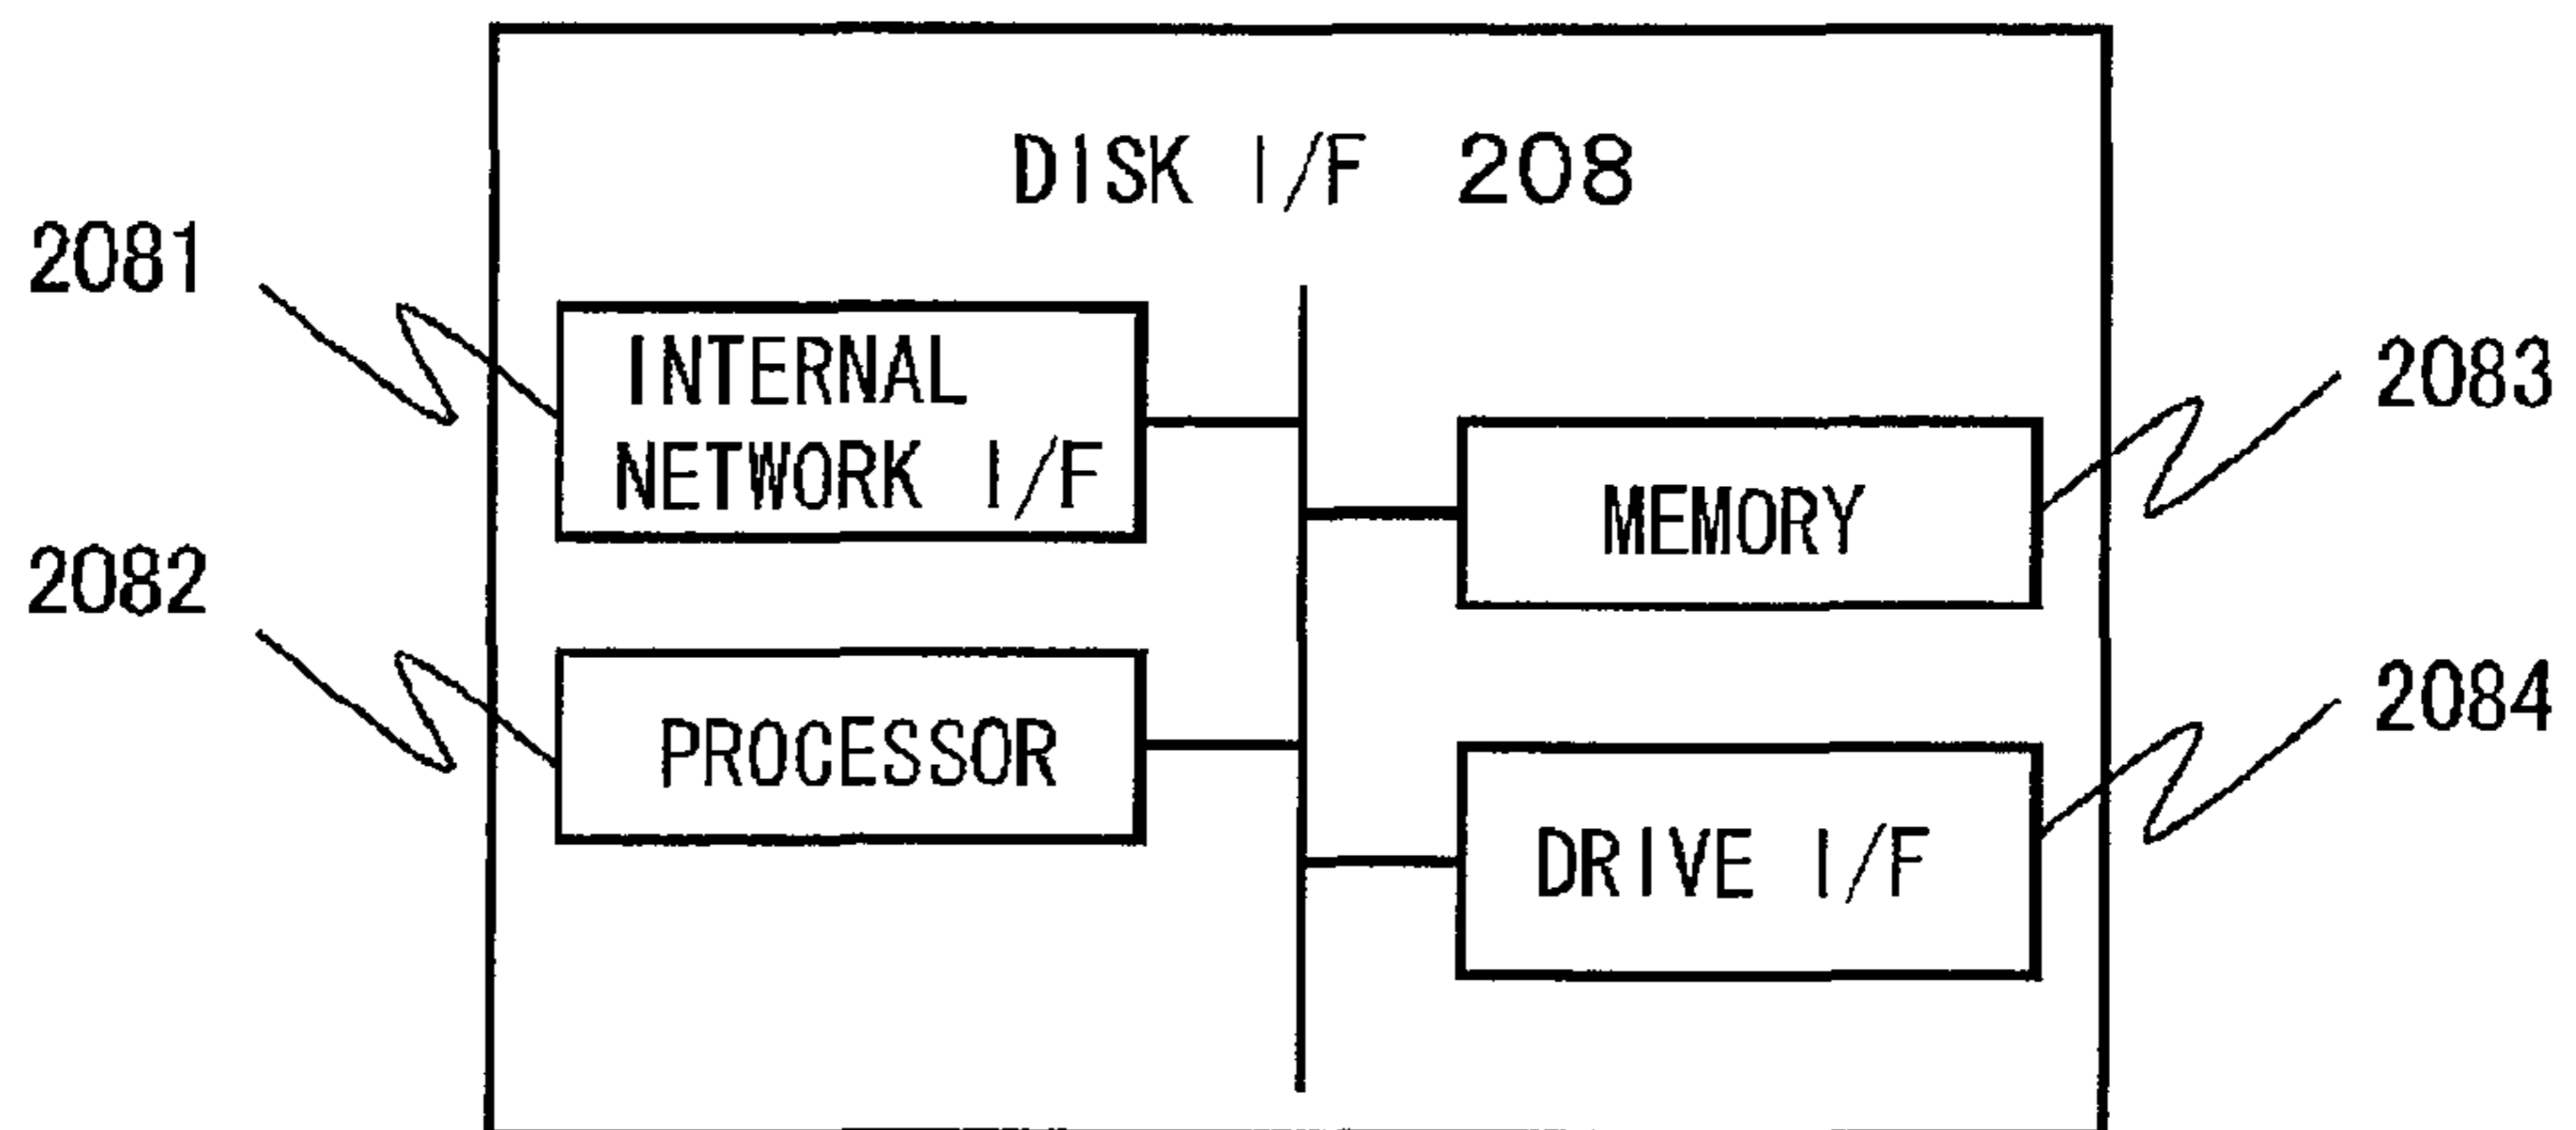 DISK I/F 208
2081
INTERNAL
NETWORK I/F
2083
MEMORY
2082
PROCESSOR
2084
DRIVE I/F